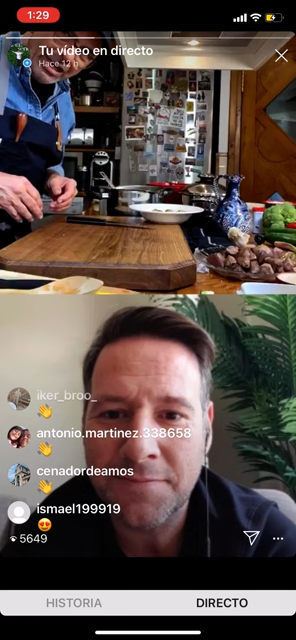 1:29
Tu vídeo en directo
Hace 12 h
iker_broo_
👏
antonio.martinez.338658
👏
cenadordeamos
👏
ismael199919
😍
5649
HISTORIA
DIRECTO